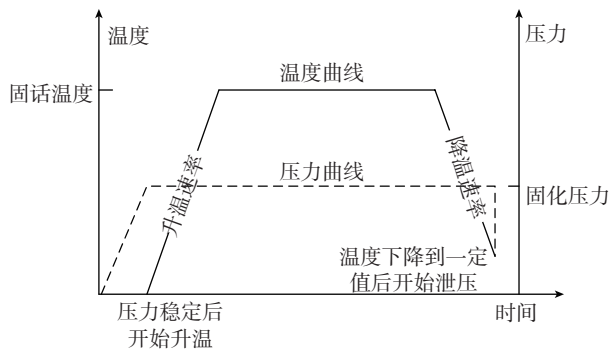 温度
压力
固话温度
温度曲线
升温速率
降温速率
压力曲线
固化压力
温度下降到一定
值后开始泄压
压力稳定后
开始升温
时间